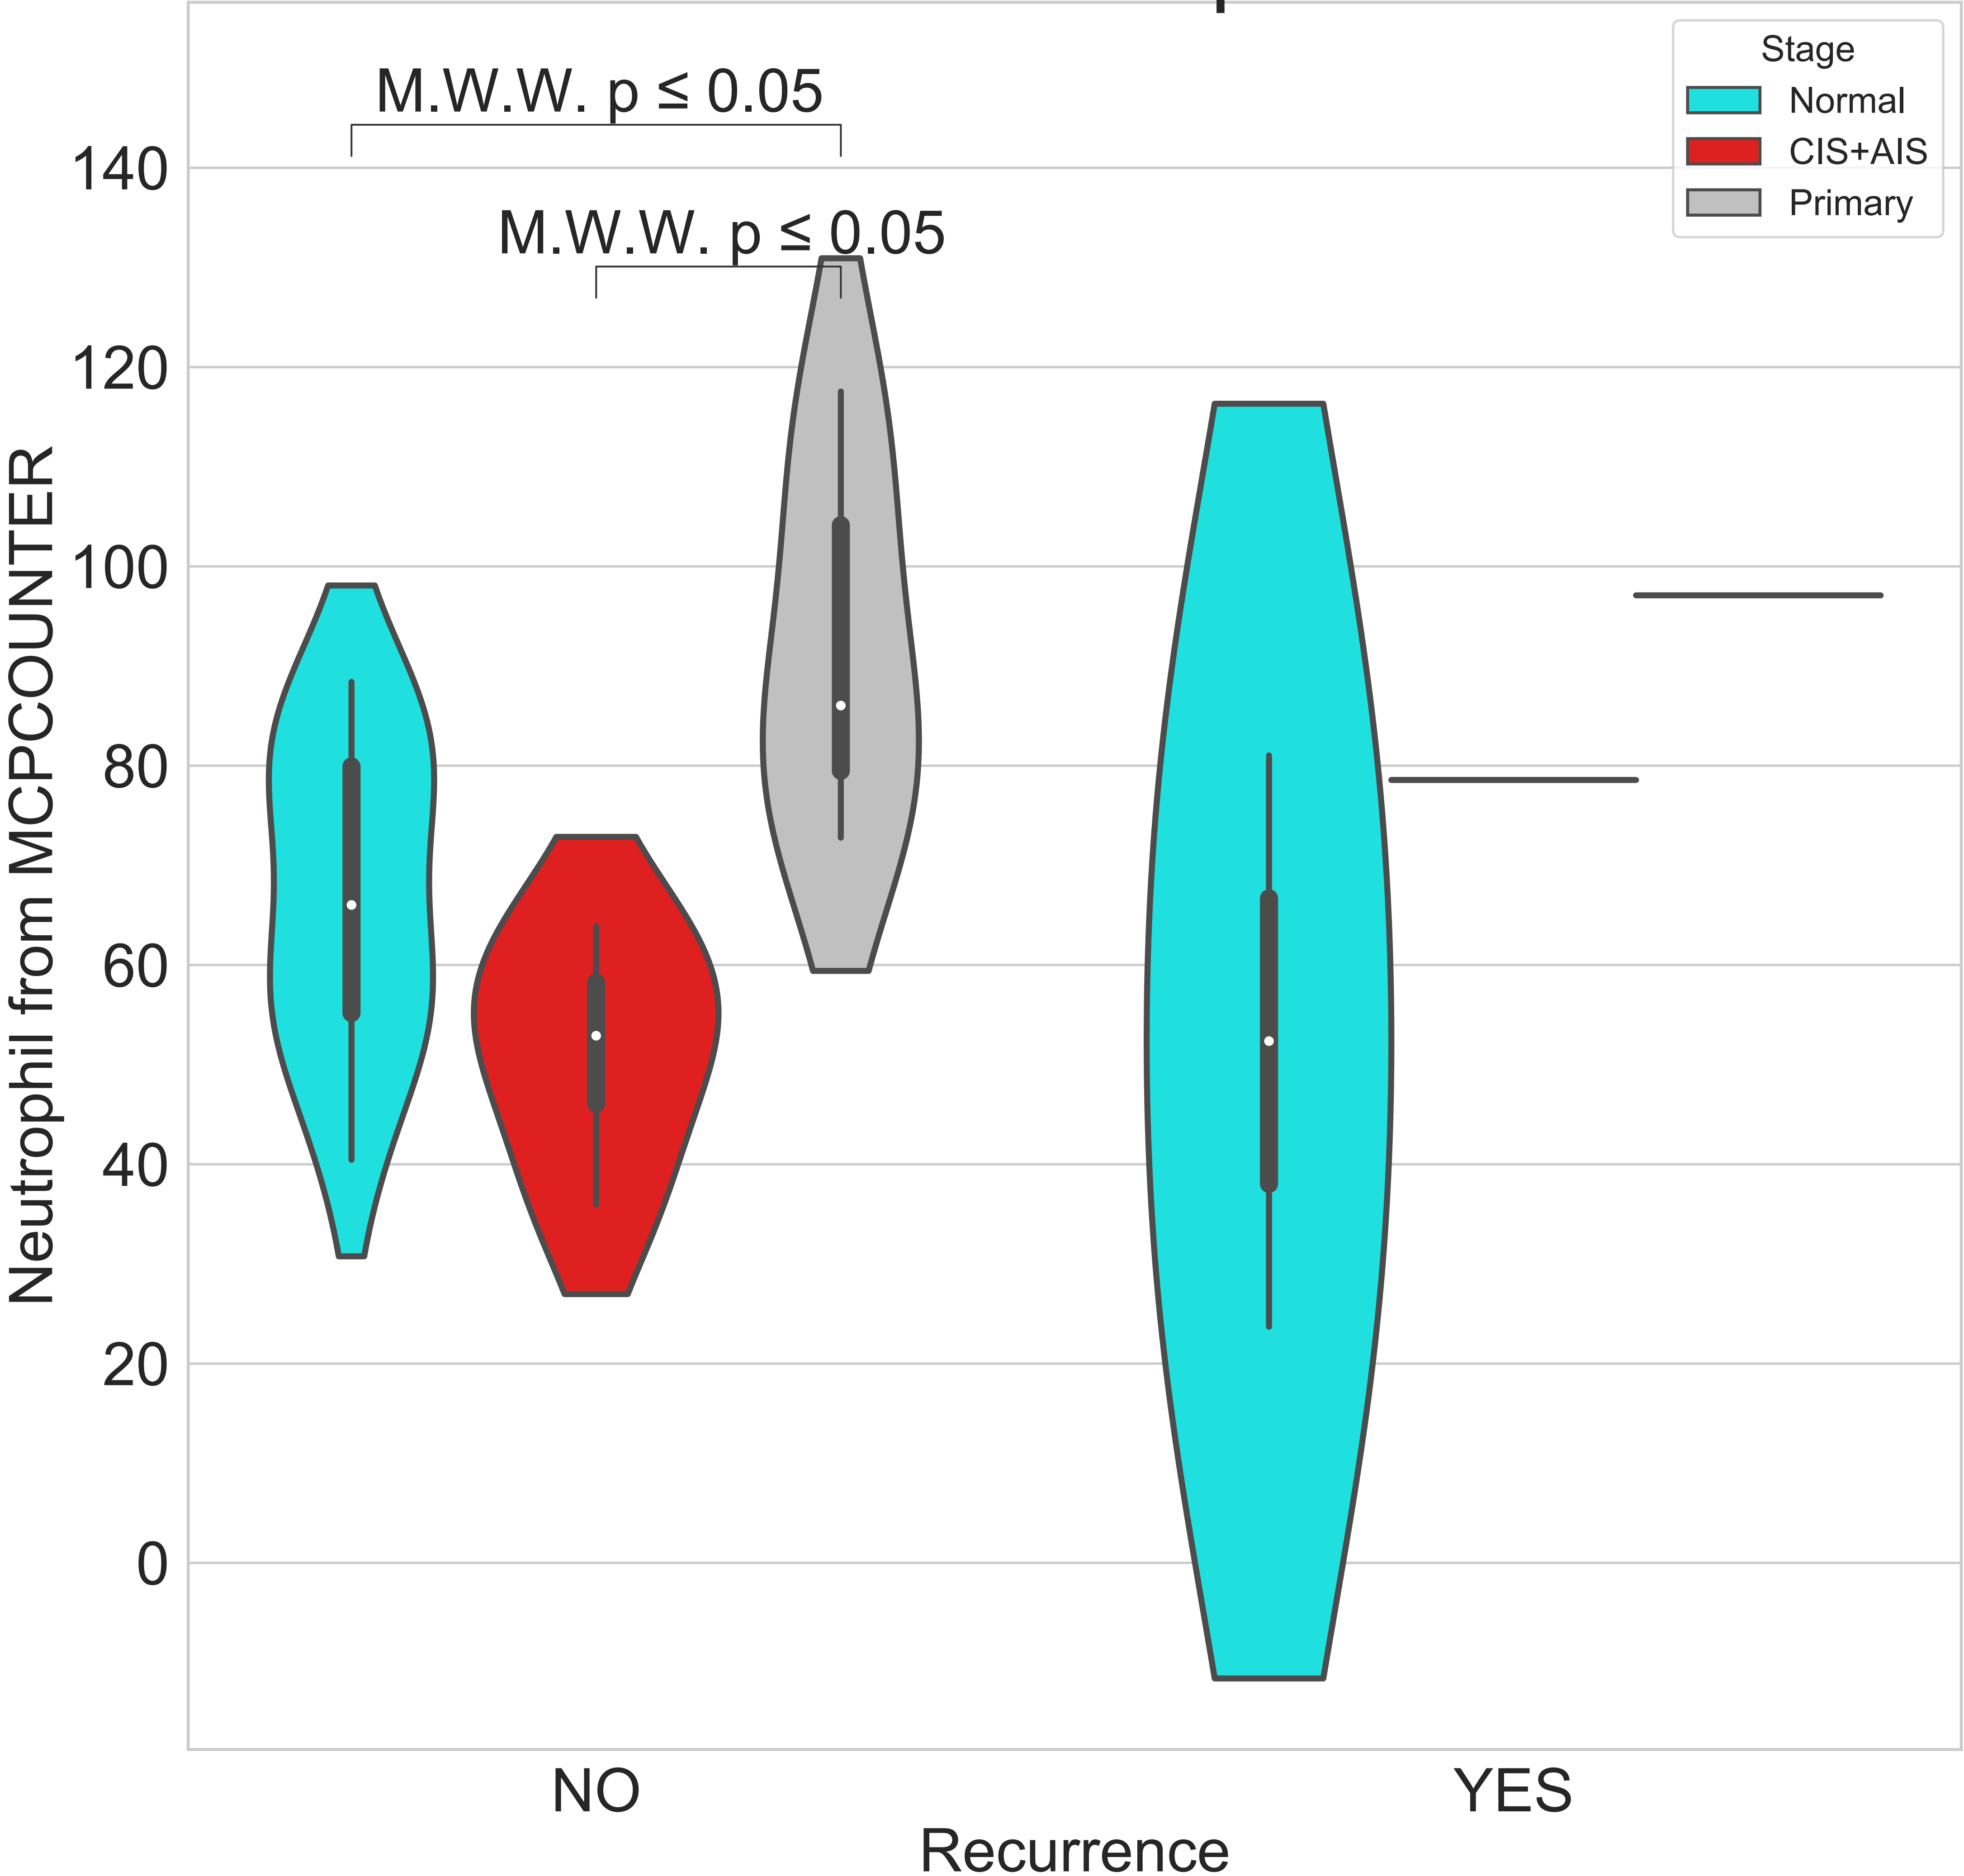 M.W.W. p ≤ 0.05
M.W.W. p ≤ 0.05
Stage
Normal
CIS+AIS
Primary
140
120
100
80
60
40
20
0
Neutrophil from MCPCOUNTER
NO
YES
Recurrence